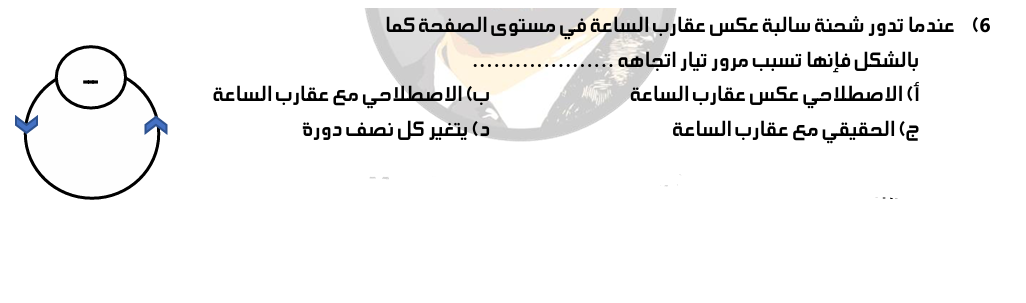 6) عندما تدور شحنة سالبة عكس عقارب الساعة في مستوى الصفحة كما
بالشكل فإنها تسبب مرور تيار اتجاهه ....................
أ) الاصطلاحي عكس عقارب الساعة ب) الاصطلاحي مع عقارب الساعة
ج) الحقيقي مع عقارب الساعة د) يتغير كل نصف دورة
-